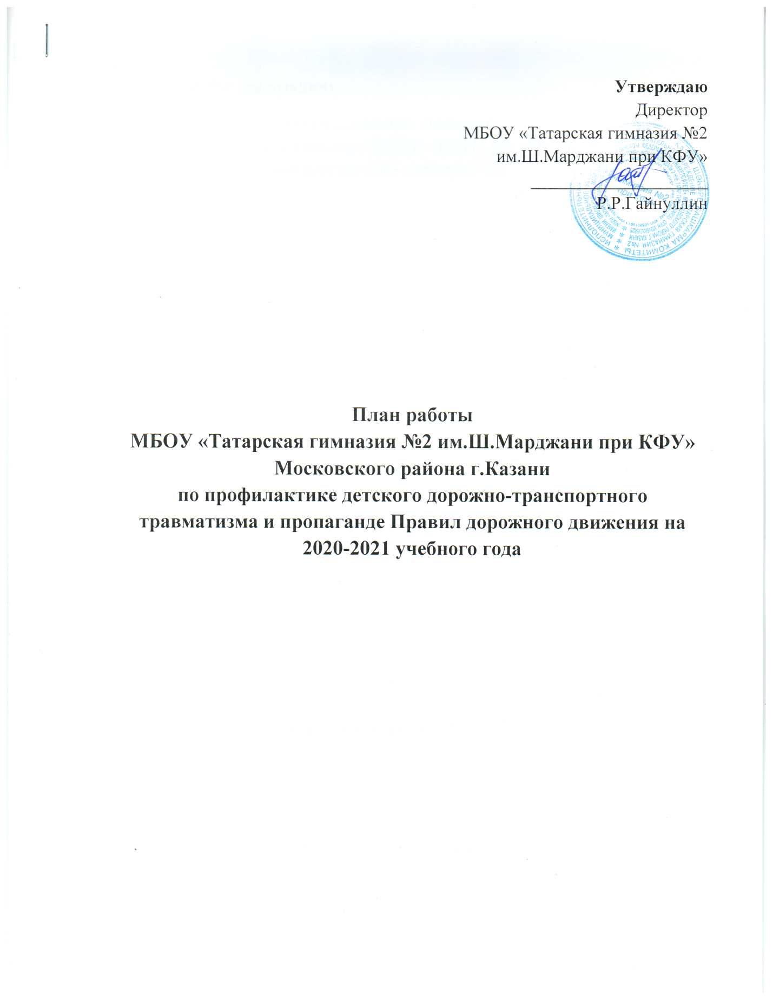 Утверждаю
Директор
МБОУ «Татарская гимназия №2
им.Ш.Марджани при КФУ»
Р.Р.Гайнуллин
План работы
МБОУ «Татарская гимназия №2 им.Ш.Марджани при КФУ»
Московского района г.Казани
по профилактике детского дорожно-транспортного
травматизма и пропаганде Правил дорожного движения на
2020-2021 учебного года